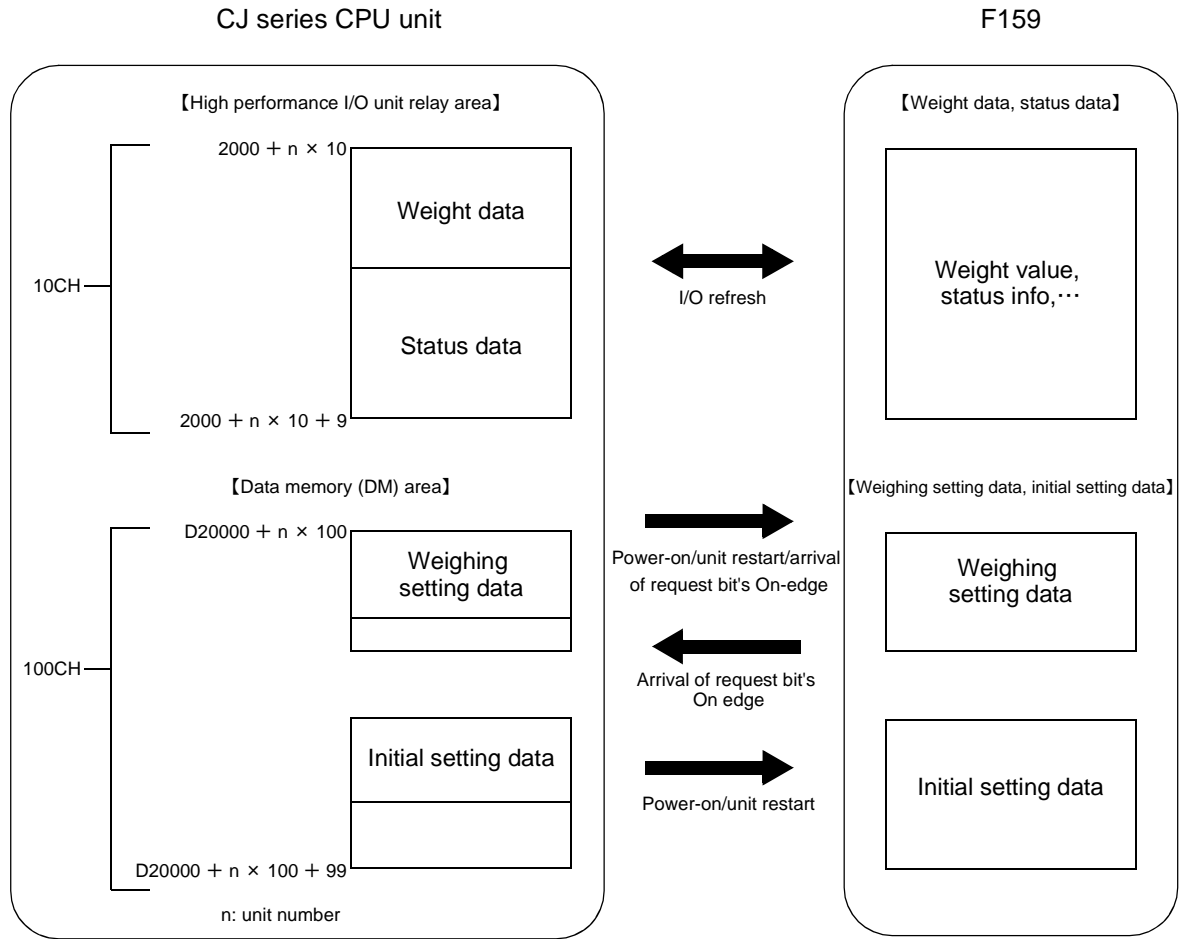 CJ series CPU unit
F159
【High performance I/O unit relay area】
【Weight data, status data】
2000 ＋ n × 10
Weight data
10CH
Status data
I/O refresh
Weight value,
status info,⋯
2000 ＋ n × 10 ＋ 9
【Data memory (DM) area】
【Weighing setting data, initial setting data】
D20000 ＋ n × 100
Weighing
setting data
Power-on/unit restart/arrival
of request bit's On-edge
Weighing
setting data
100CH
Arrival of request bit's
On edge
Initial setting data
Power-on/unit restart
Initial setting data
D20000 ＋ n × 100 ＋ 99
n: unit number